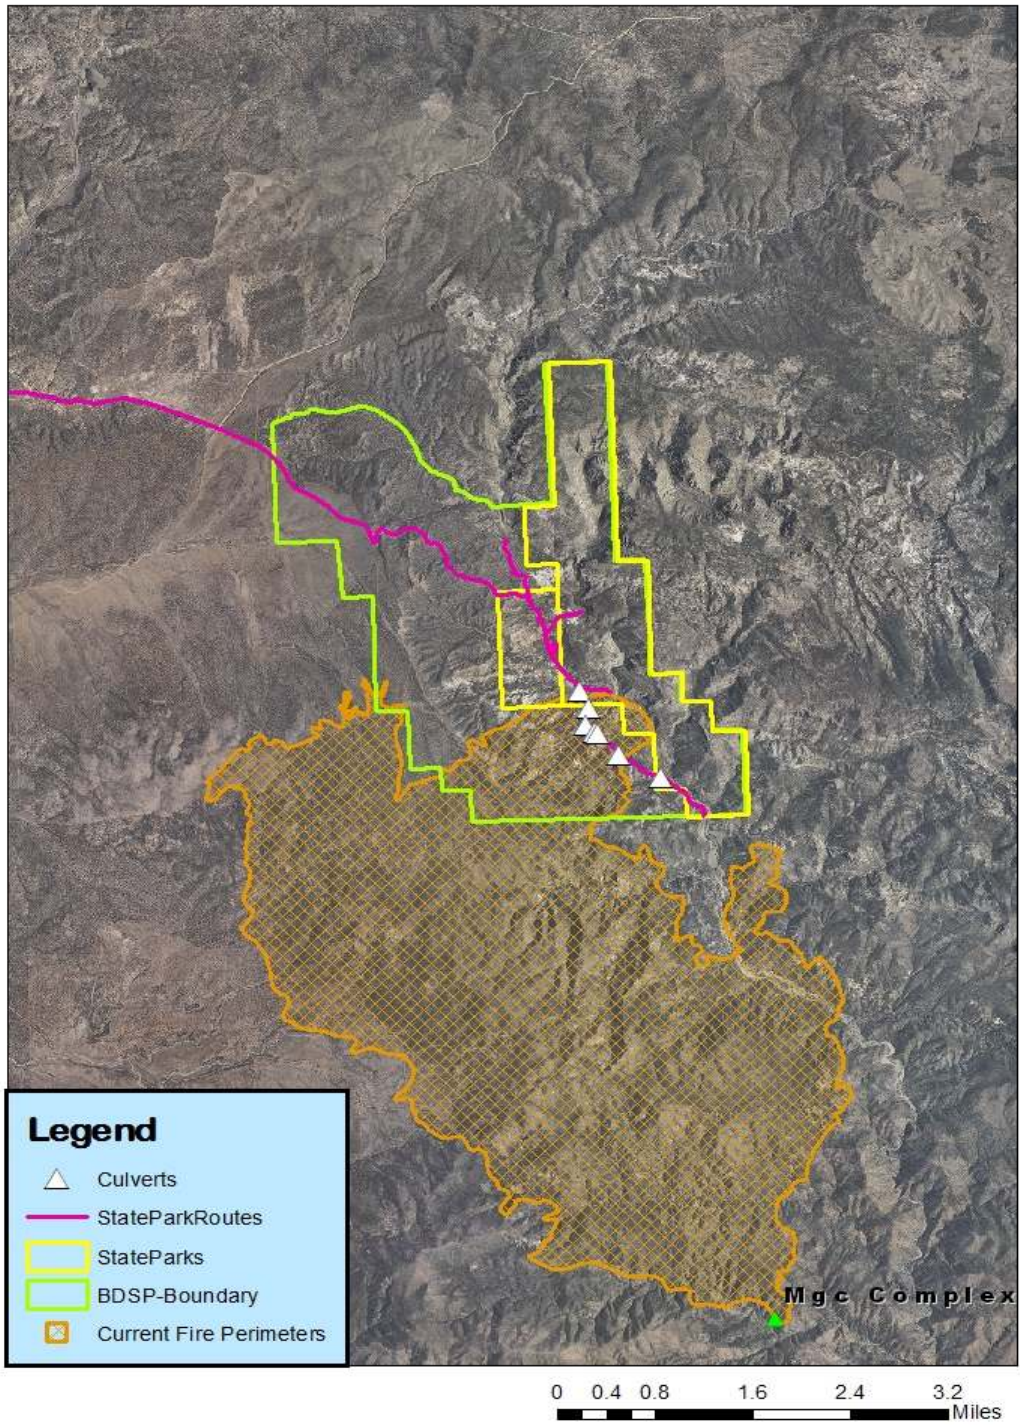 Mgc Complex
Legend
Culverts
StateParkRoutes
StateParks
BDSP-Boundary
Current Fire Perimeters
0 0.4 0.8 1.6 2.4 3.2
Miles